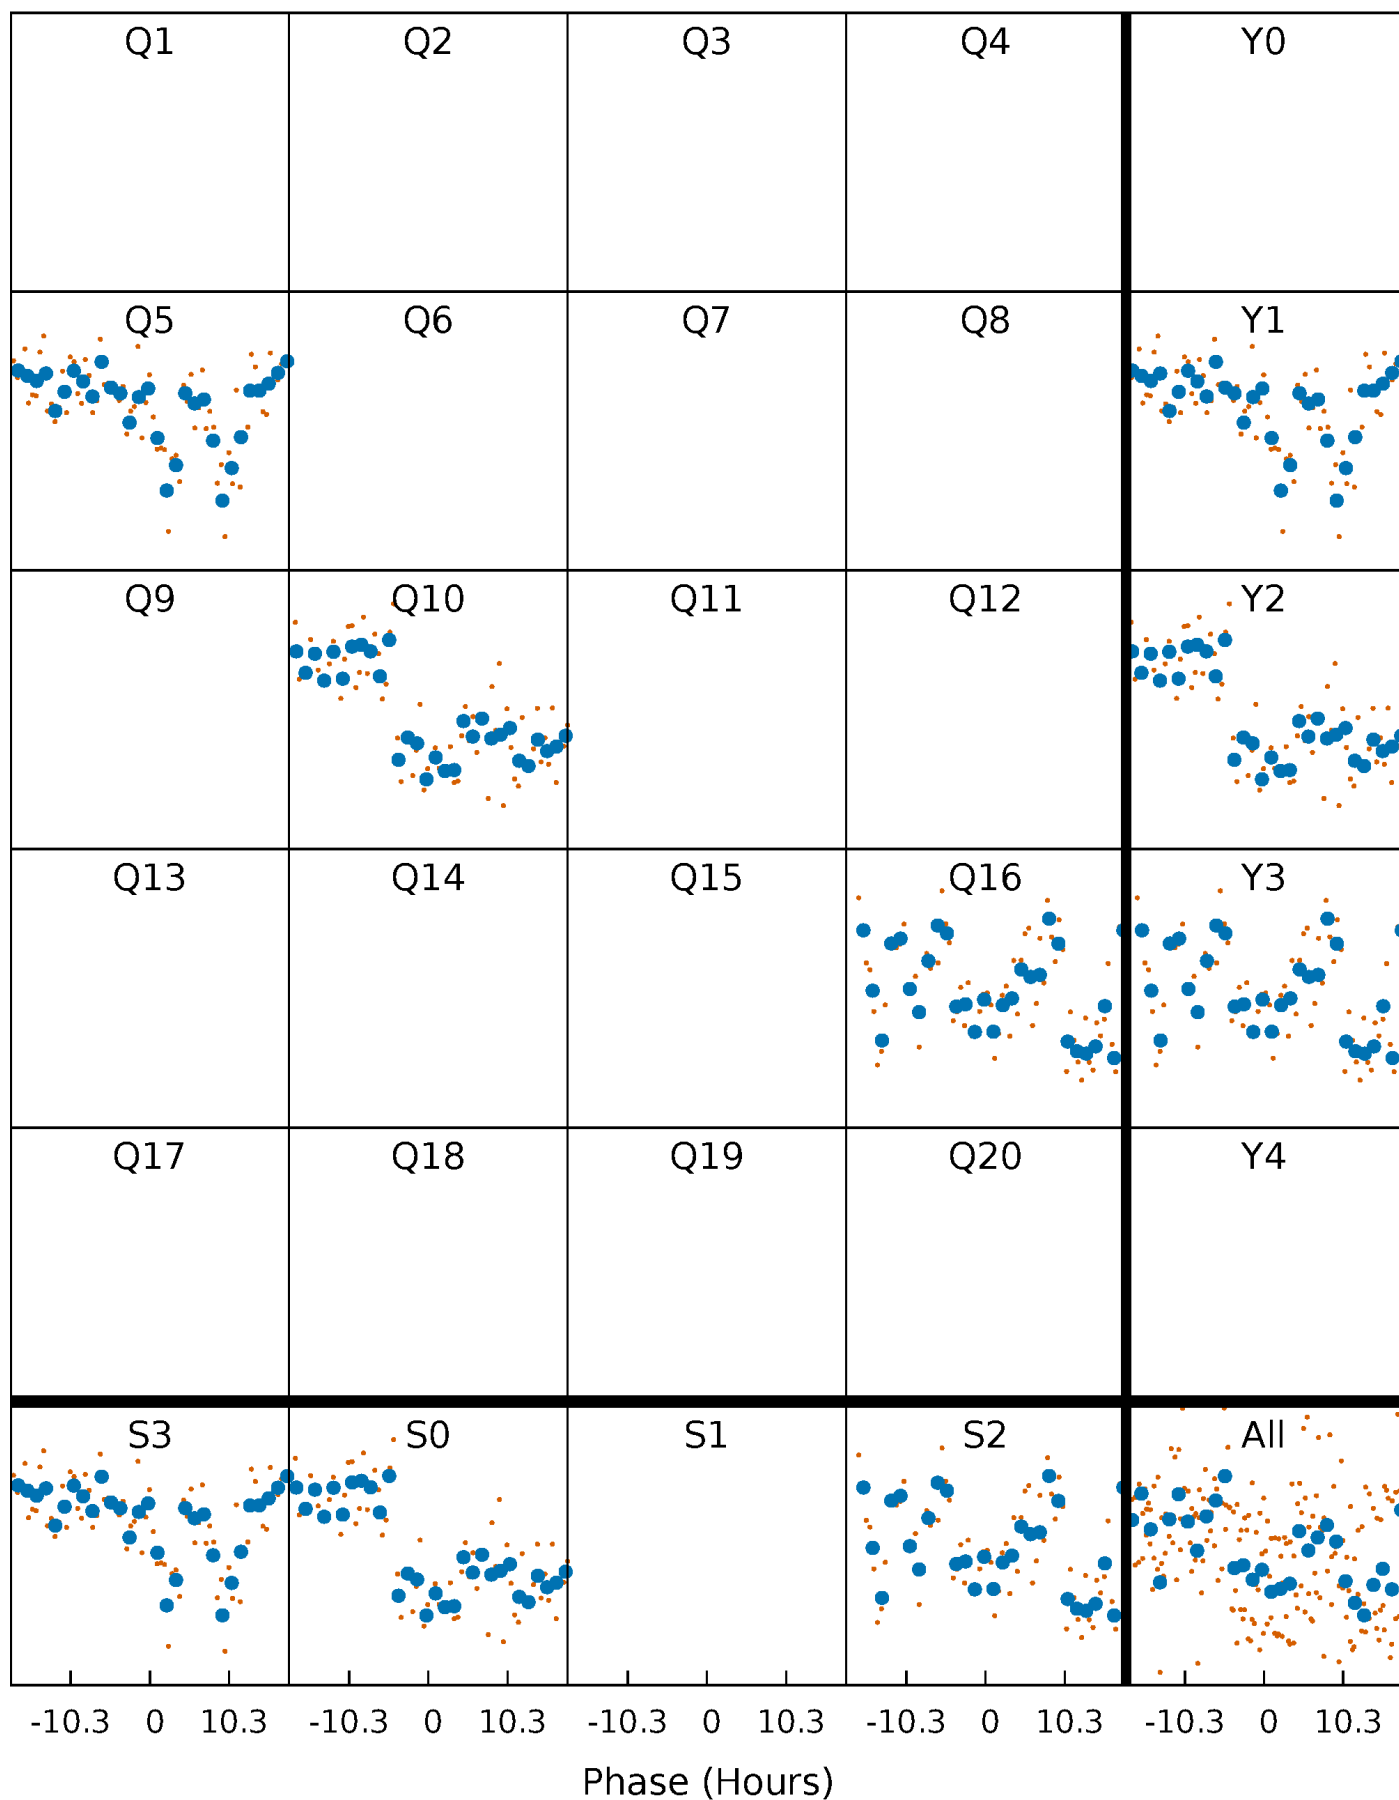 Q1 Q2 Q3 Q4 Y0
Q5 Q6 Q7 Q8 Y1
Q9 Q10 Q11 Q12 Y2
Q13 Q14 Q15 Q16 Y3
Q17 Q18 Q19 Q20 Y4
S3 S0 S1 S2 All
-10.3 0 10.3 -10.3 0 10.3 -10.3 0 10.3 -10.3 0 10.3 -10.3 0 10.3
Phase (Hours)